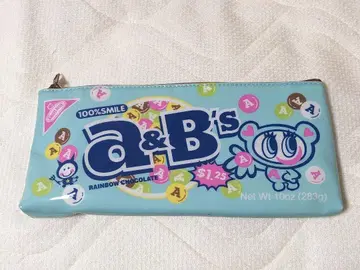 100% SMILE
a&B's
RAINBOW CHOCOLATE
$1.25
Net Wt 10oz (283g)
A
A
A
A
A
A